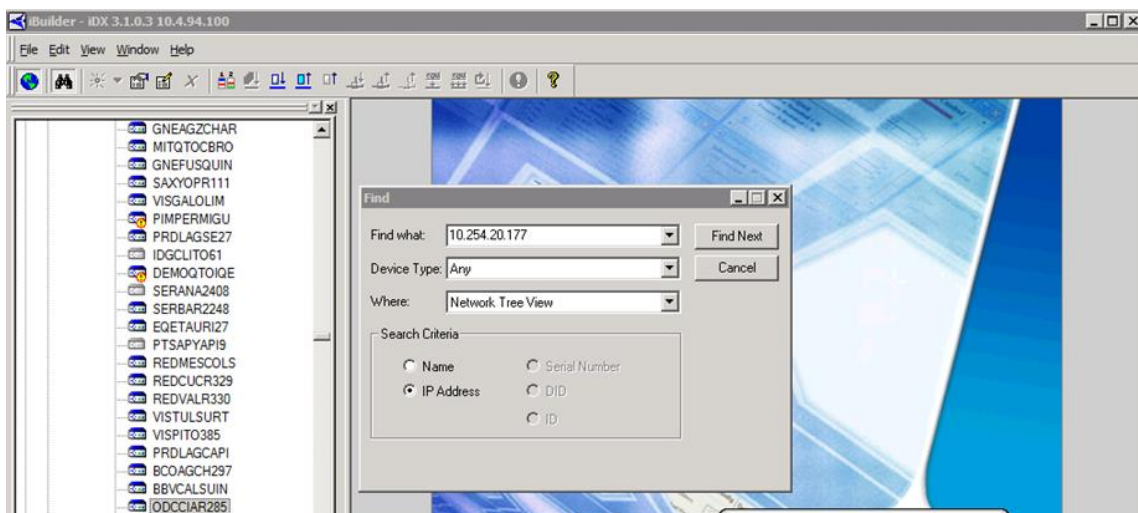 iBuilder - iDX 3.1.0.3 10.4.94.100
File Edit View Window Help
GNEAGZCHAR
MITQTOCBRO
GNEFUSQUIN
SAXYOPR111
VISGALOLIM
PIMPERMIGU
PRDLAGSE27
IDGCLITO61
DEMOQTOIQE
SERANA2408
SERBAR2248
EQETAURI27
PTSAPYAPI9
REDMESCOLS
REDCUCR329
REDVALR330
VISTULSURT
VISPITO385
PRDLAGCAPI
BCOAGCH297
BBVCALSUIN
ODCCIAR285
Find
Find what: 10.254.20.177 Find Next
Device Type: Any Cancel
Where: Network Tree View
Search Criteria
Name Serial Number
IP Address DID
ID